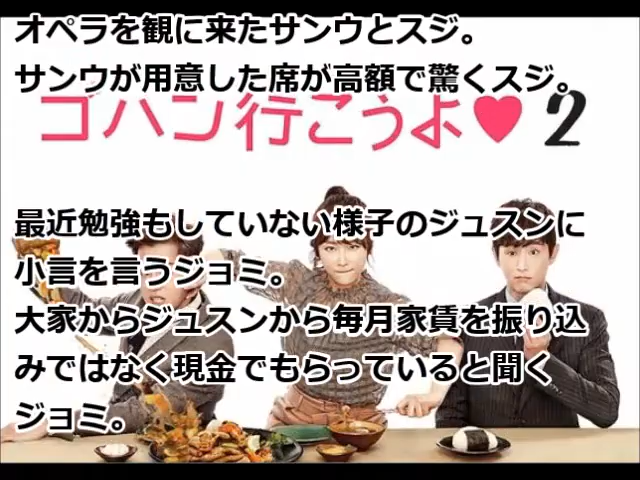 オペラを観に来たサンウとスジ。
サンウが用意した席が高額で驚くスジ。
ゴハン行こうよ♥2
最近勉強もしていない様子のジュスンに
小言を言うジョミ。
大家からジュスンから毎月家賃を振り込
みではなく現金でもらっていると聞く
ジョミ。